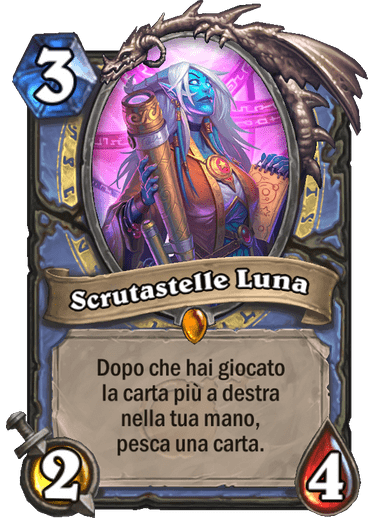 3
Scrutastelle Luna
Dopo che hai giocato
la carta più a destra
nella tua mano,
pesca una carta.
2
4